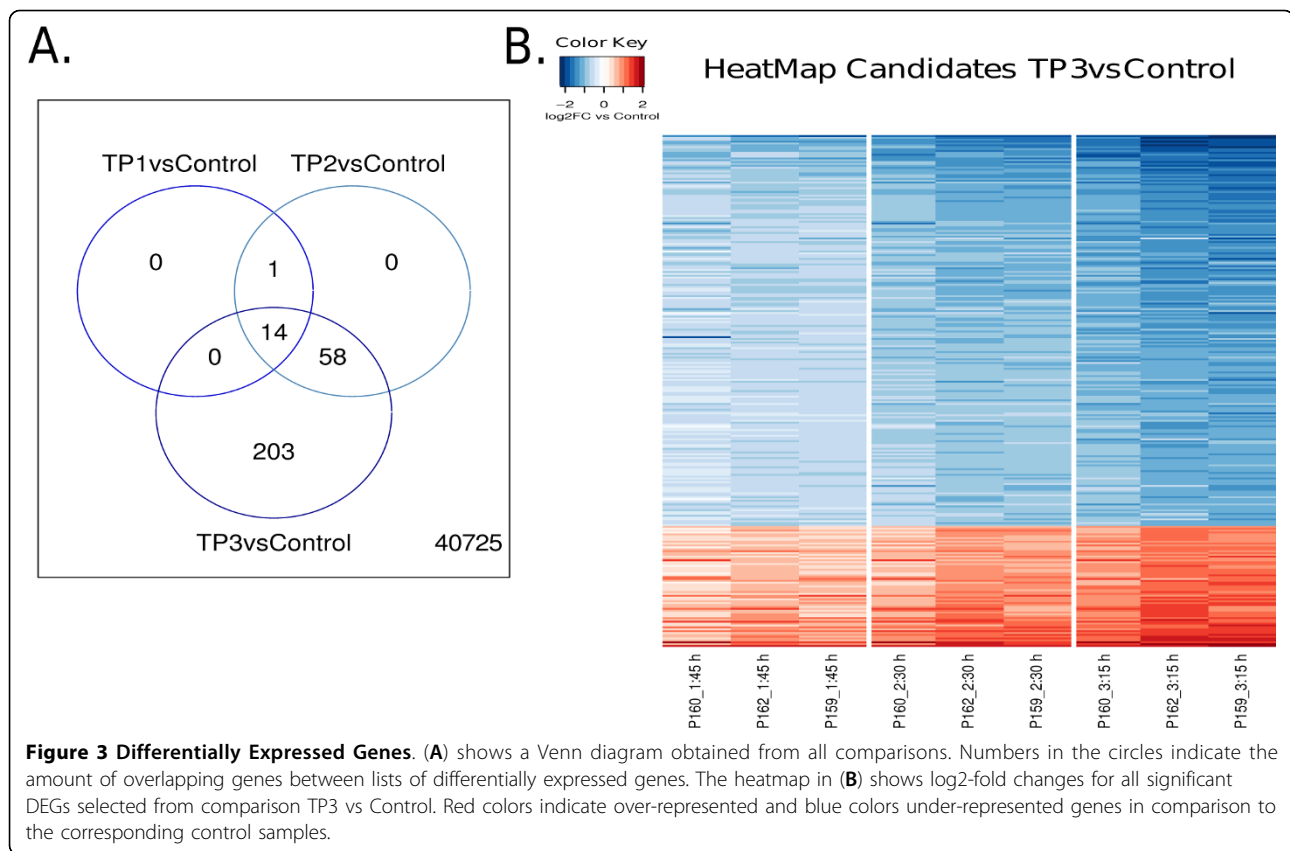 A.
TP1vsControl
TP2vsControl
0
1
0
14
0
58
203
TP3vsControl
40725
B.
Color Key
−2 0 2
log2FC vs Control
HeatMap Candidates TP3vsControl
P160_1:45 h
P162_1:45 h
P159_1:45 h
P160_2:30 h
P162_2:30 h
P159_2:30 h
P160_3:15 h
P162_3:15 h
P159_3:15 h
Figure 3 Differentially Expressed Genes. (A) shows a Venn diagram obtained from all comparisons. Numbers in the circles indicate the
amount of overlapping genes between lists of differentially expressed genes. The heatmap in (B) shows log2-fold changes for all significant
DEGs selected from comparison TP3 vs Control. Red colors indicate over-represented and blue colors under-represented genes in comparison to
the corresponding control samples.